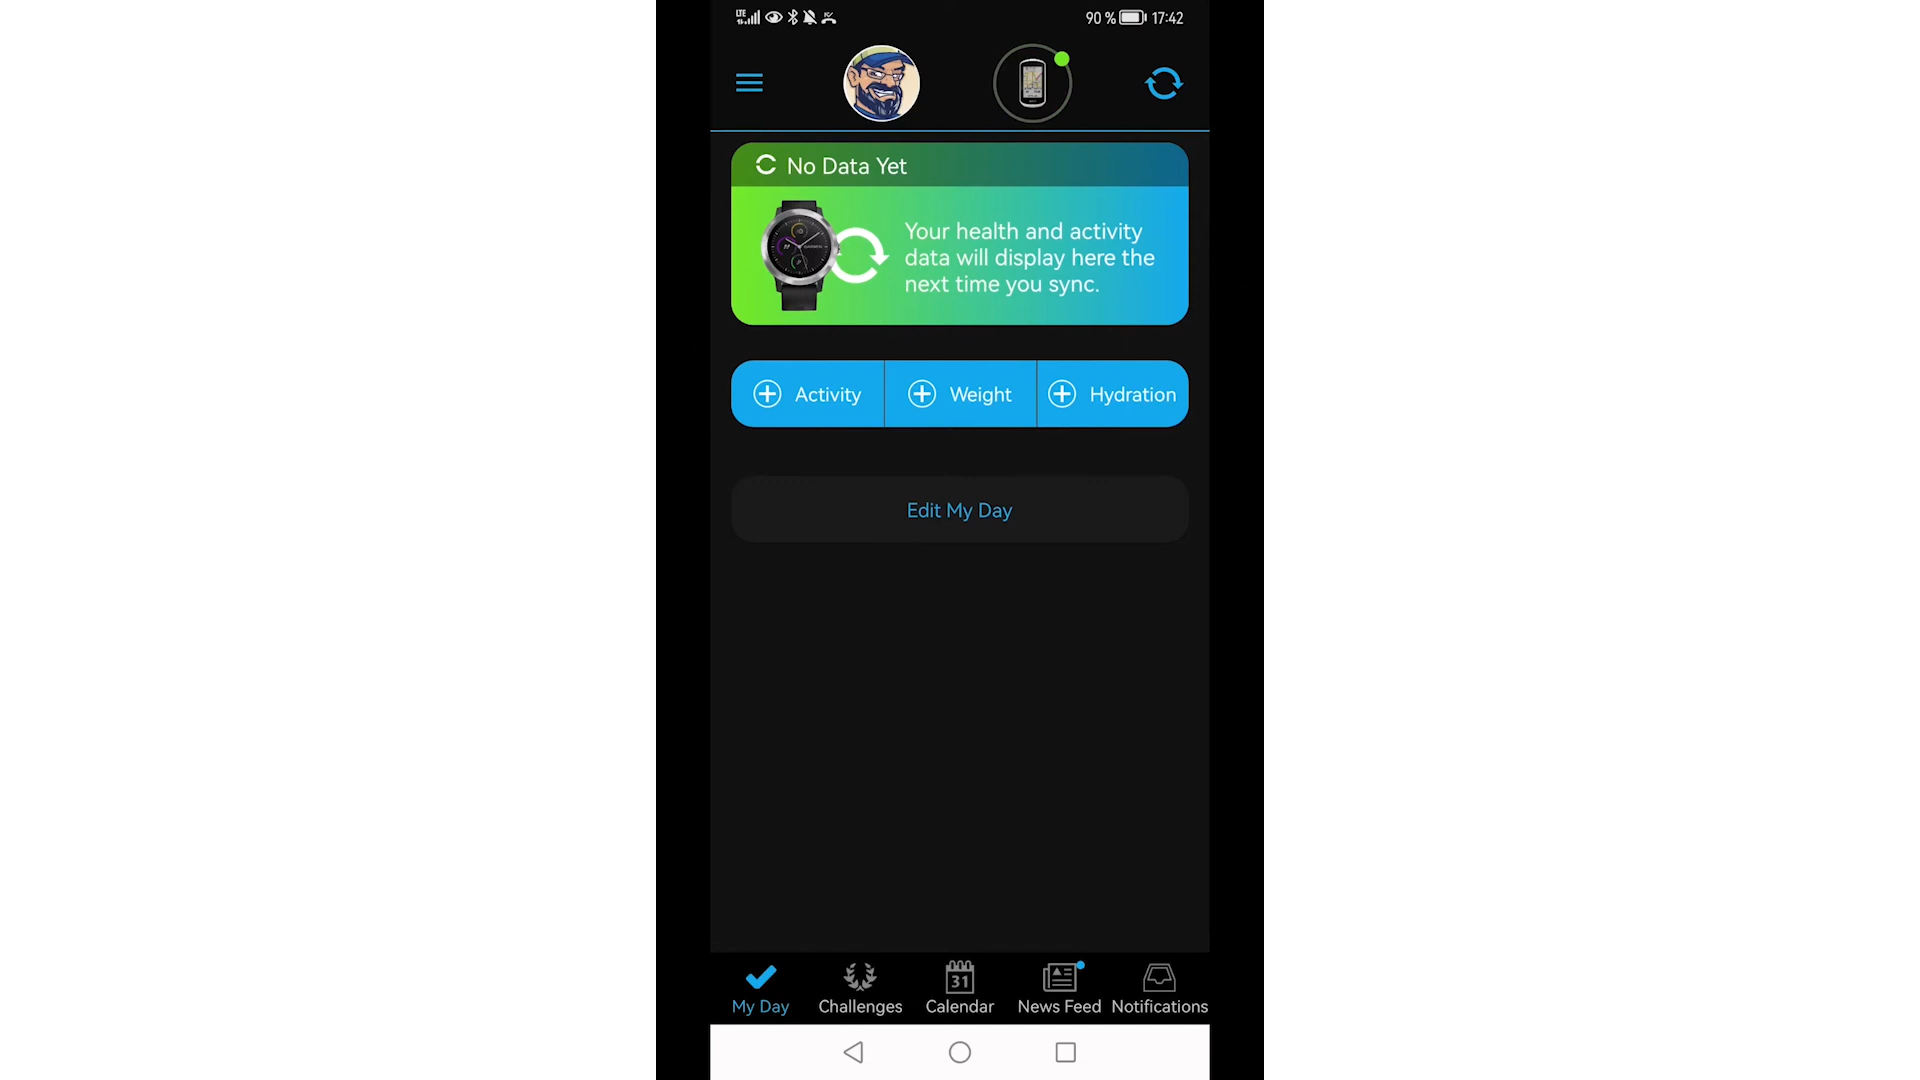 LTE 90 % 17:42
No Data Yet
Your health and activity
data will display here the
next time you sync.
Activity Weight Hydration
Edit My Day
31
My Day Challenges Calendar News Feed Notifications